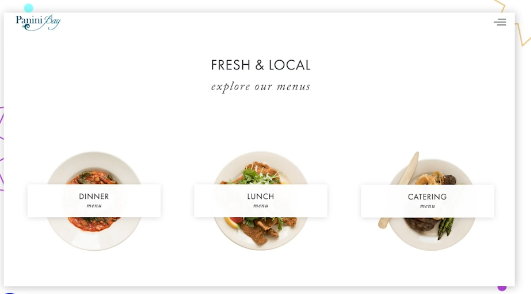 Panini Bay
FRESH & LOCAL
explore our menus
DINNER
menu
LUNCH
menu
CATERING
menu